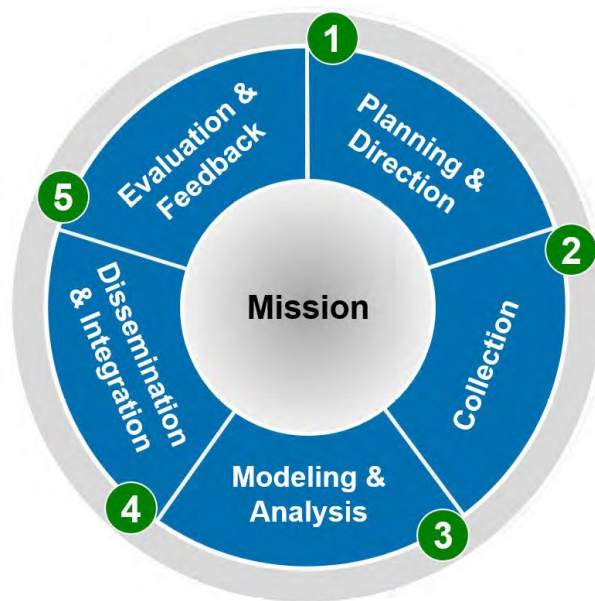 1
Planning &
Direction
2
Collection
3
Modeling &
Analysis
4
Dissemination
& Integration
5
Evaluation &
Feedback
Mission